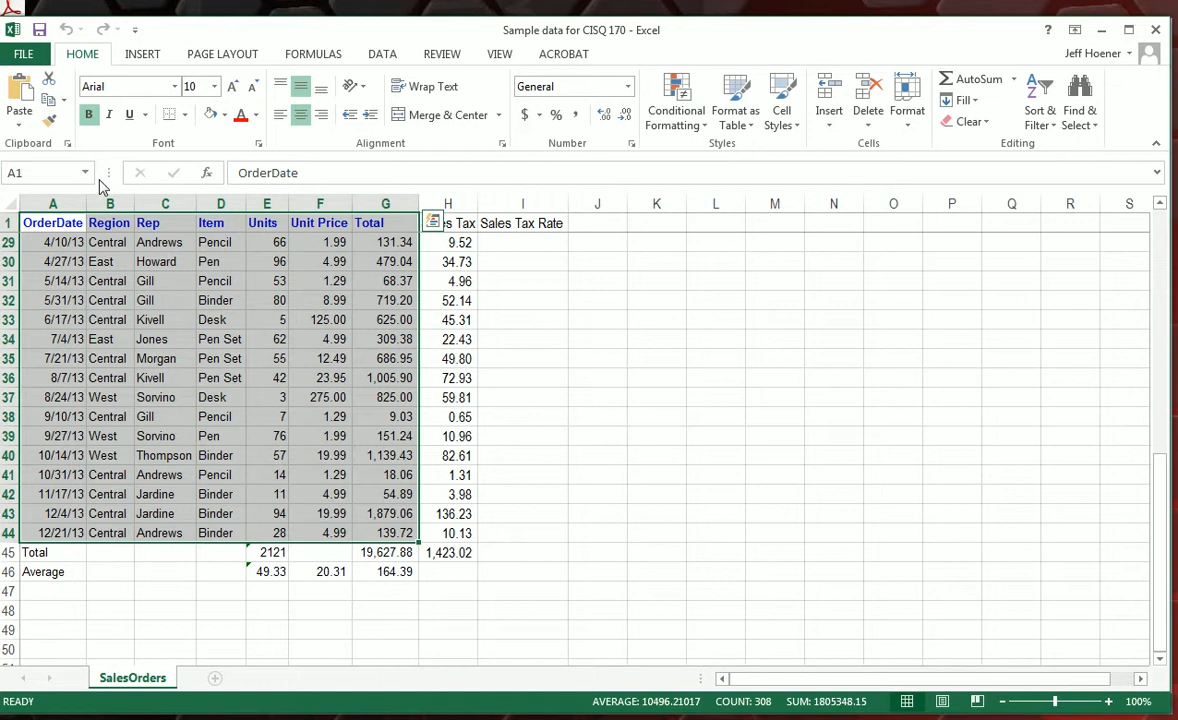 Sample data for CISQ 170 - Excel
?
FILE HOME INSERT PAGE LAYOUT FORMULAS DATA REVIEW VIEW ACROBAT Jeff Hoener
Arial 10 Wrap Text General AutoSum
Paste B I U Merge & Center $ % Conditional Formatting Format as Table Cell Styles Insert Delete Format Fill Clear Sort & Filter Find & Select
Clipboard Font Alignment Number Styles Cells Editing
A1 fx OrderDate
A B C D E F G H I J K L M N O P Q R S
1 OrderDate Region Rep Item Units Unit Price Total s Tax Sales Tax Rate
29 4/10/13 Central Andrews Pencil 66 1.99 131.34 9.52
30 4/27/13 East Howard Pen 96 4.99 479.04 34.73
31 5/14/13 Central Gill Pencil 53 1.29 68.37 4.96
32 5/31/13 Central Gill Binder 80 8.99 719.20 52.14
33 6/17/13 Central Kivell Desk 5 125.00 625.00 45.31
34 7/4/13 East Jones Pen Set 62 4.99 309.38 22.43
35 7/21/13 Central Morgan Pen Set 55 12.49 686.95 49.80
36 8/7/13 Central Kivell Pen Set 42 23.95 1,005.90 72.93
37 8/24/13 West Sorvino Desk 3 275.00 825.00 59.81
38 9/10/13 Central Gill Pencil 7 1.29 9.03 0.65
39 9/27/13 West Sorvino Pen 76 1.99 151.24 10.96
40 10/14/13 West Thompson Binder 57 19.99 1,139.43 82.61
41 10/31/13 Central Andrews Pencil 14 1.29 18.06 1.31
42 11/17/13 Central Jardine Binder 11 4.99 54.89 3.98
43 12/4/13 Central Jardine Binder 94 19.99 1,879.06 136.23
44 12/21/13 Central Andrews Binder 28 4.99 139.72 10.13
45 Total 2121 19,627.88 1,423.02
46 Average 49.33 20.31 164.39
47
48
49
50
SalesOrders
READY AVERAGE: 10496.21017 COUNT: 308 SUM: 1805348.15 100%